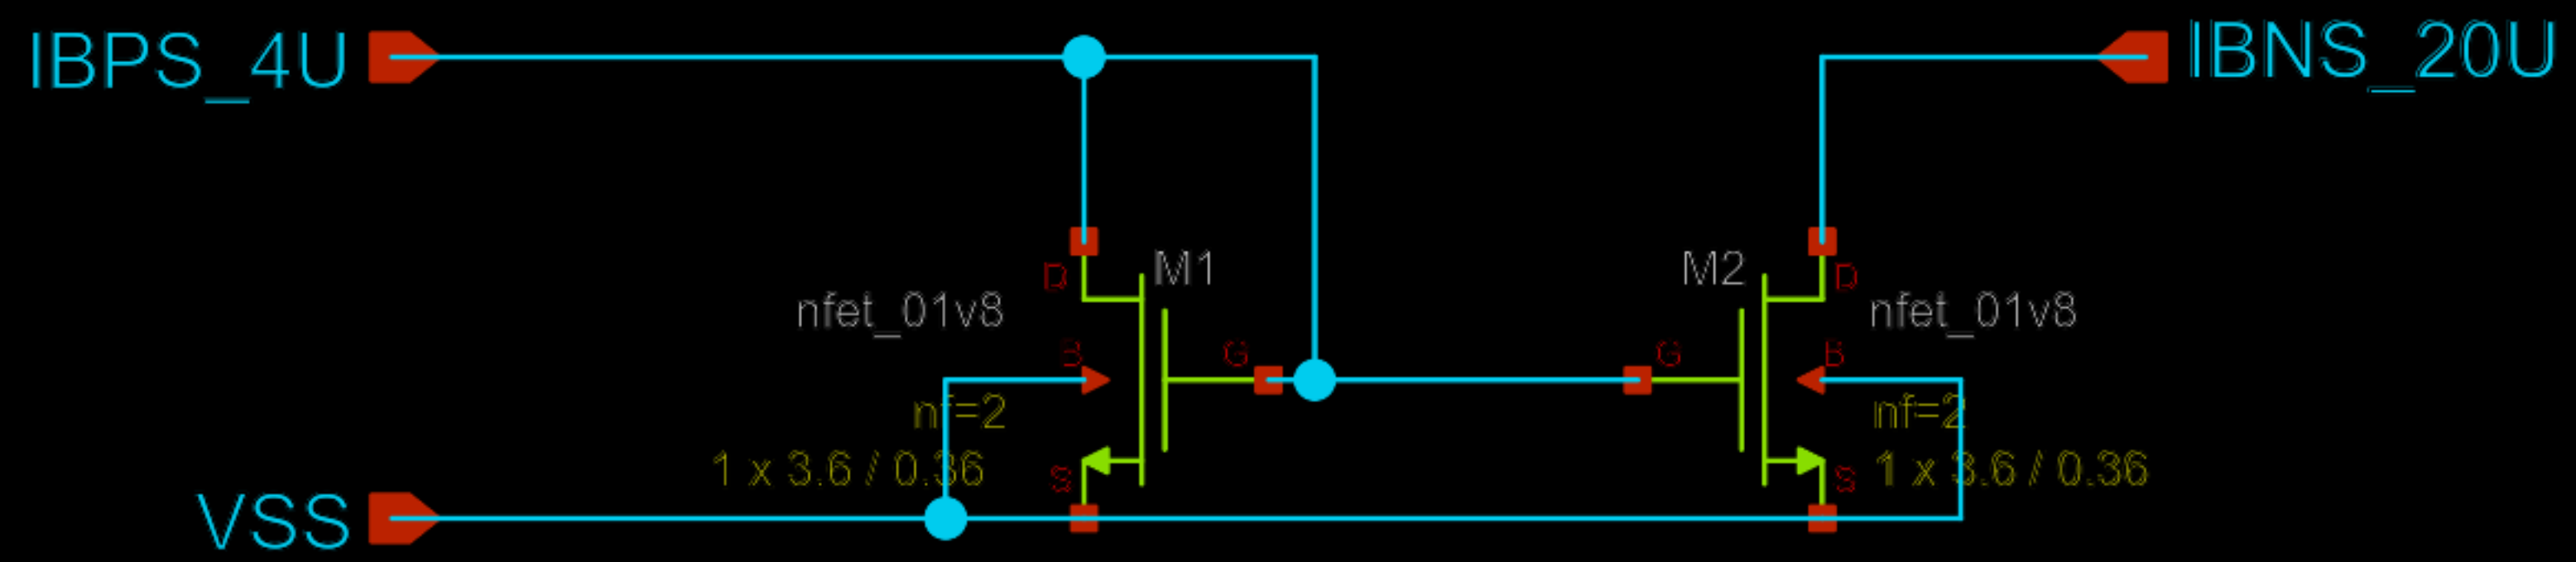 IBPS_4U
IBNS_20U
D
M1
M2
D
nfet_01v8
nfet_01v8
B
G
G
B
nf=2
nf=2
1 x 3.6 / 0.36
S
S
1 x 3.6 / 0.36
VSS